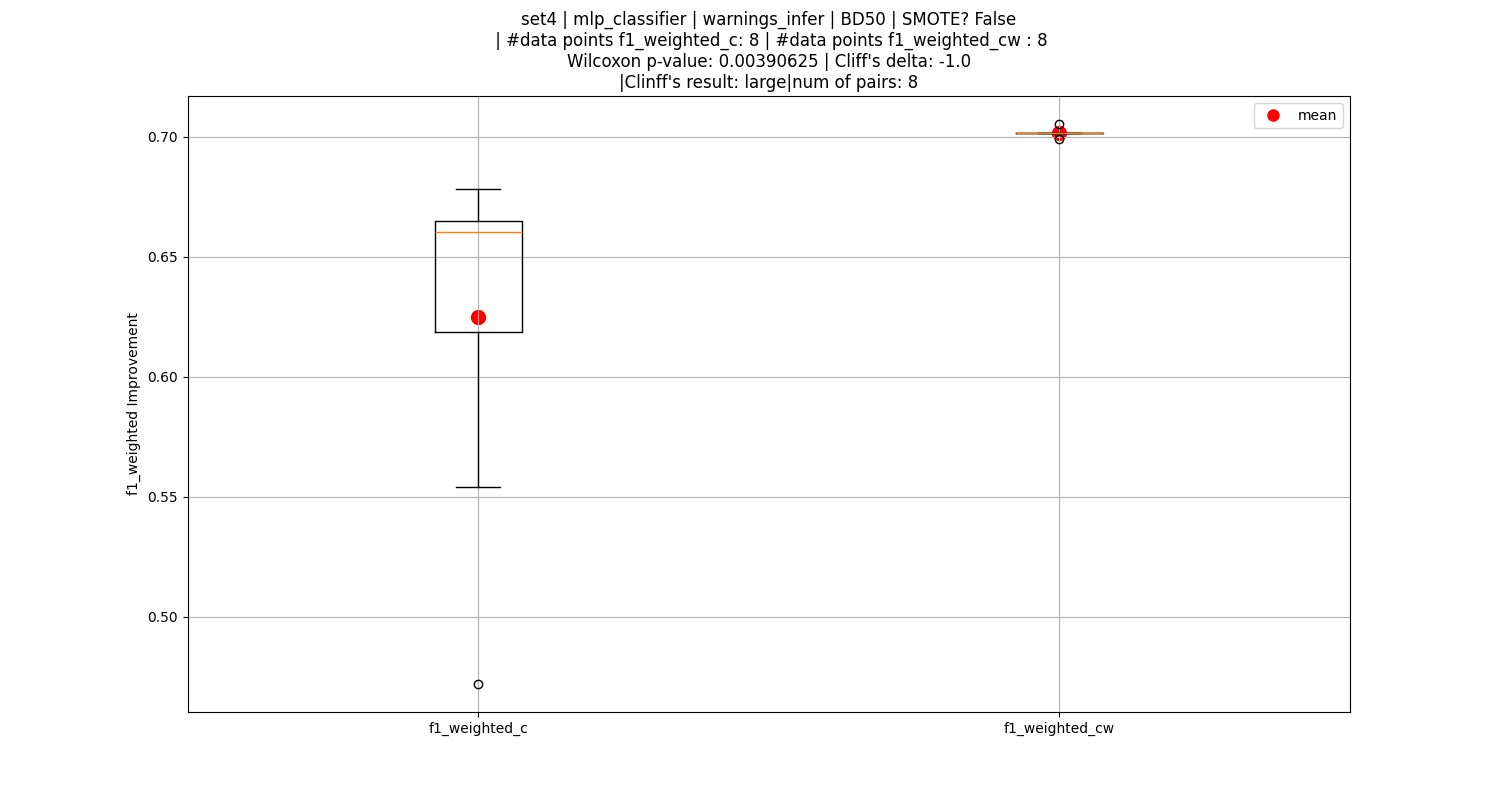 set4 | mlp_classifier | warnings_infer | BD50 | SMOTE? False
| #data points f1_weighted_c: 8 | #data points f1_weighted_cw : 8
Wilcoxon p-value: 0.00390625 | Cliff's delta: -1.0
|Clinff's result: large|num of pairs: 8
mean
0.70
0.65
0.60
0.55
0.50
f1_weighted Improvement
f1_weighted_c
f1_weighted_cw